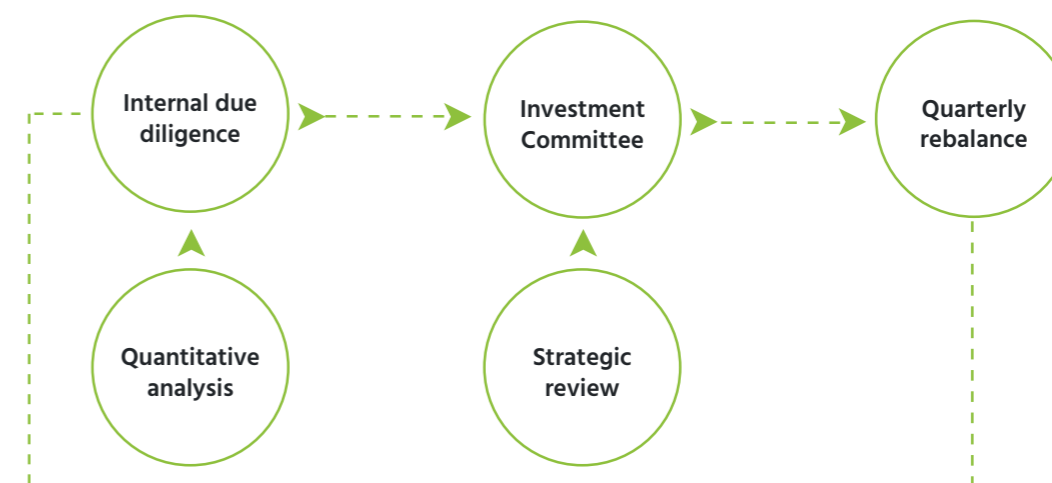 Internal due
diligence
Investment
Committee
Quarterly
rebalance
Quantitative
analysis
Strategic
review